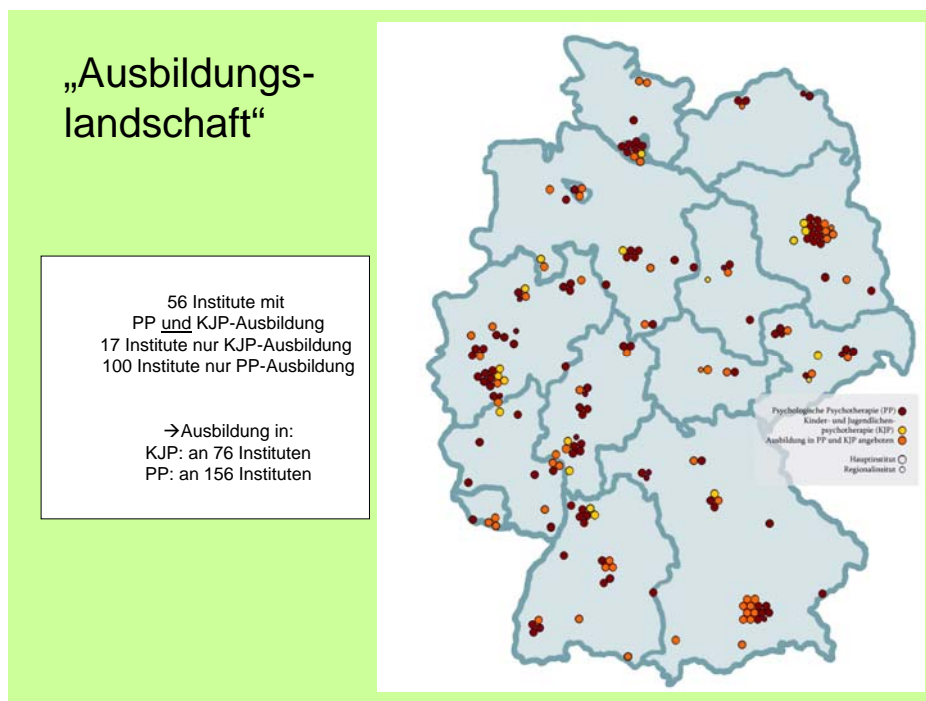 „Ausbildungs-
landschaft“
56 Institute mit
PP und KJP-Ausbildung
17 Institute nur KJP-Ausbildung
100 Institute nur PP-Ausbildung
→Ausbildung in:
KJP: an 76 Instituten
PP: an 156 Instituten
Psychologische Psychotherapie (PP)
Kinder- und Jugendlichen-
psychotherapie (KJP)
Ausbildung in PP und KJP angeboten
Hauptinstitut
Regionalinstitut